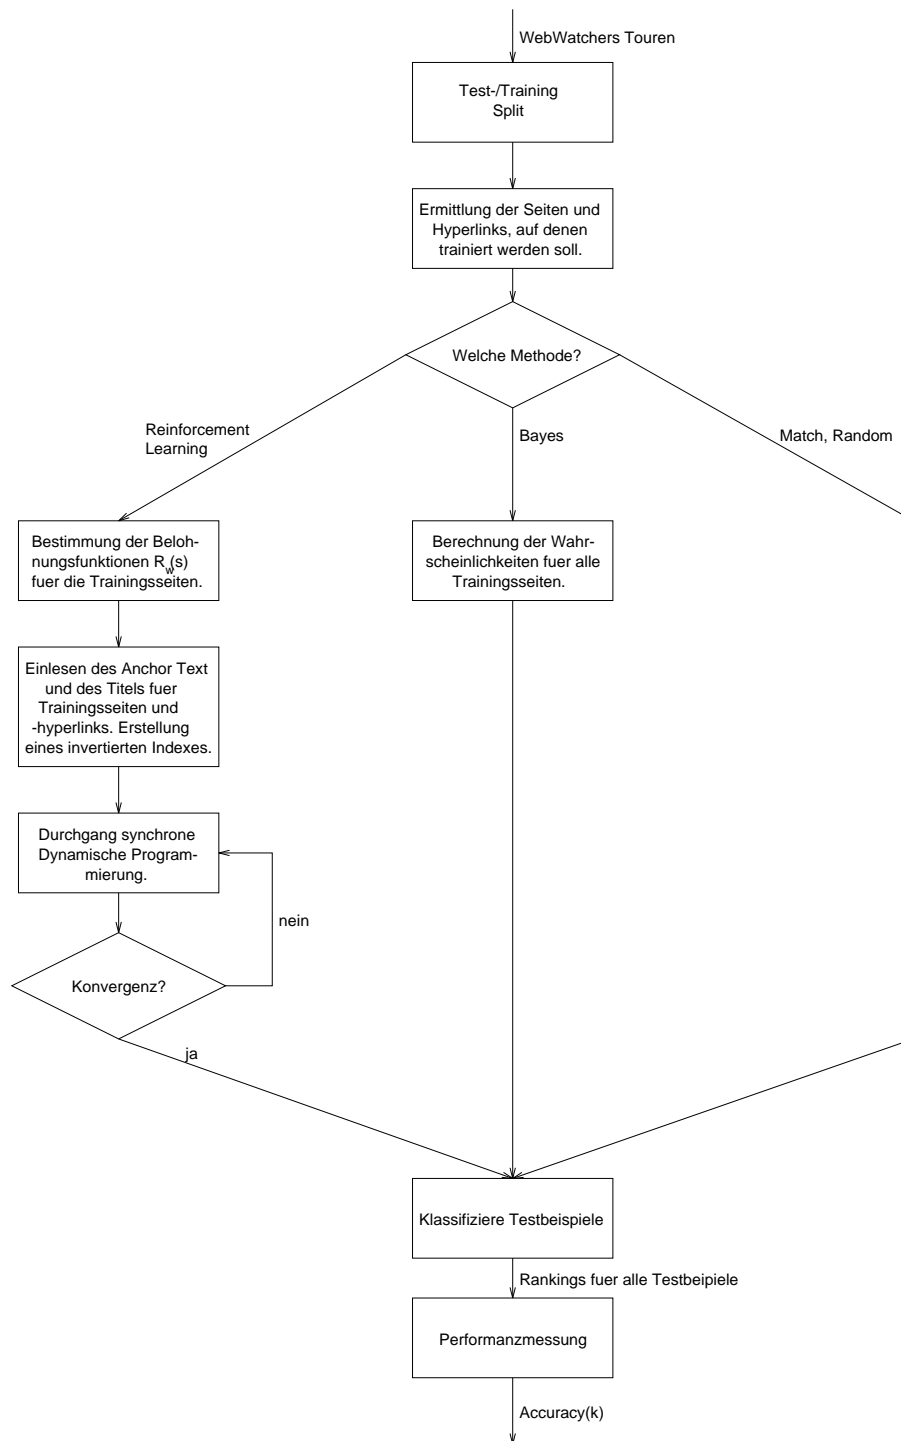 WebWatchers Touren
Test-/Training
Split
Ermittlung der Seiten und
Hyperlinks, auf denen
trainiert werden soll.
Welche Methode?
Reinforcement
Learning
Bayes
Match, Random
Bestimmung der Beloh-
nungsfunktionen R_w(s)
fuer die Trainingsseiten.
Berechnung der Wahr-
scheinlichkeiten fuer alle
Trainingsseiten.
Einlesen des Anchor Text
und des Titels fuer
Trainingsseiten und
-hyperlinks. Erstellung
eines invertierten Indexes.
Durchgang synchrone
Dynamische Program-
mierung.
nein
Konvergenz?
ja
Klassifiziere Testbeispiele
Rankings fuer alle Testbeipiele
Performanzmessung
Accuracy(k)